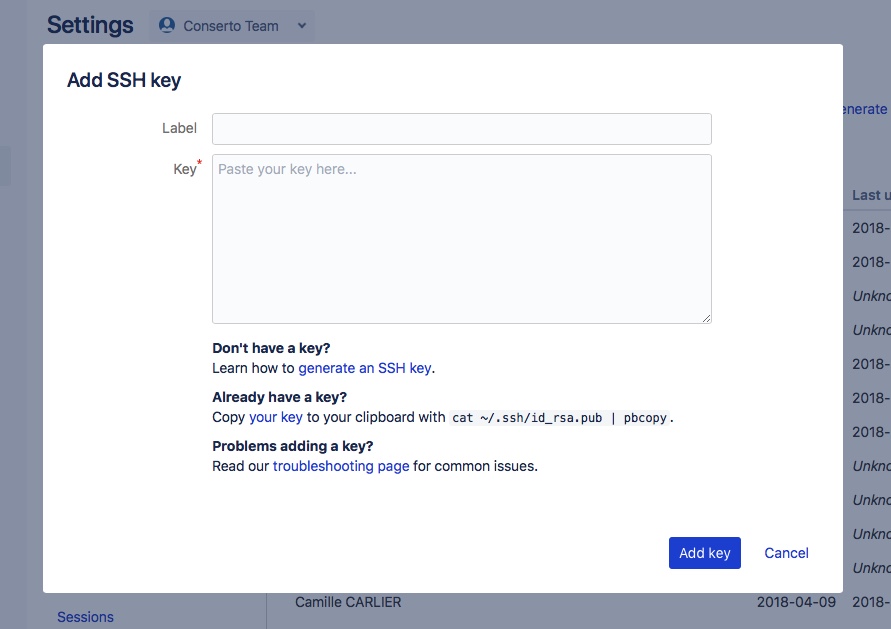 Settings
Conserto Team
Add SSH key
Label
Key*
Paste your key here...
Don't have a key?
Learn how to generate an SSH key.
Already have a key?
Copy your key to your clipboard with cat ~/.ssh/id_rsa.pub | pbcopy.
Problems adding a key?
Read our troubleshooting page for common issues.
Add key
Cancel
enerate
Last u
2018-
2018-
Unkno
Unkno
2018-
2018-
2018-
Unkno
Unkno
Unkno
Unkno
Camille CARLIER 2018-04-09 2018-
Sessions